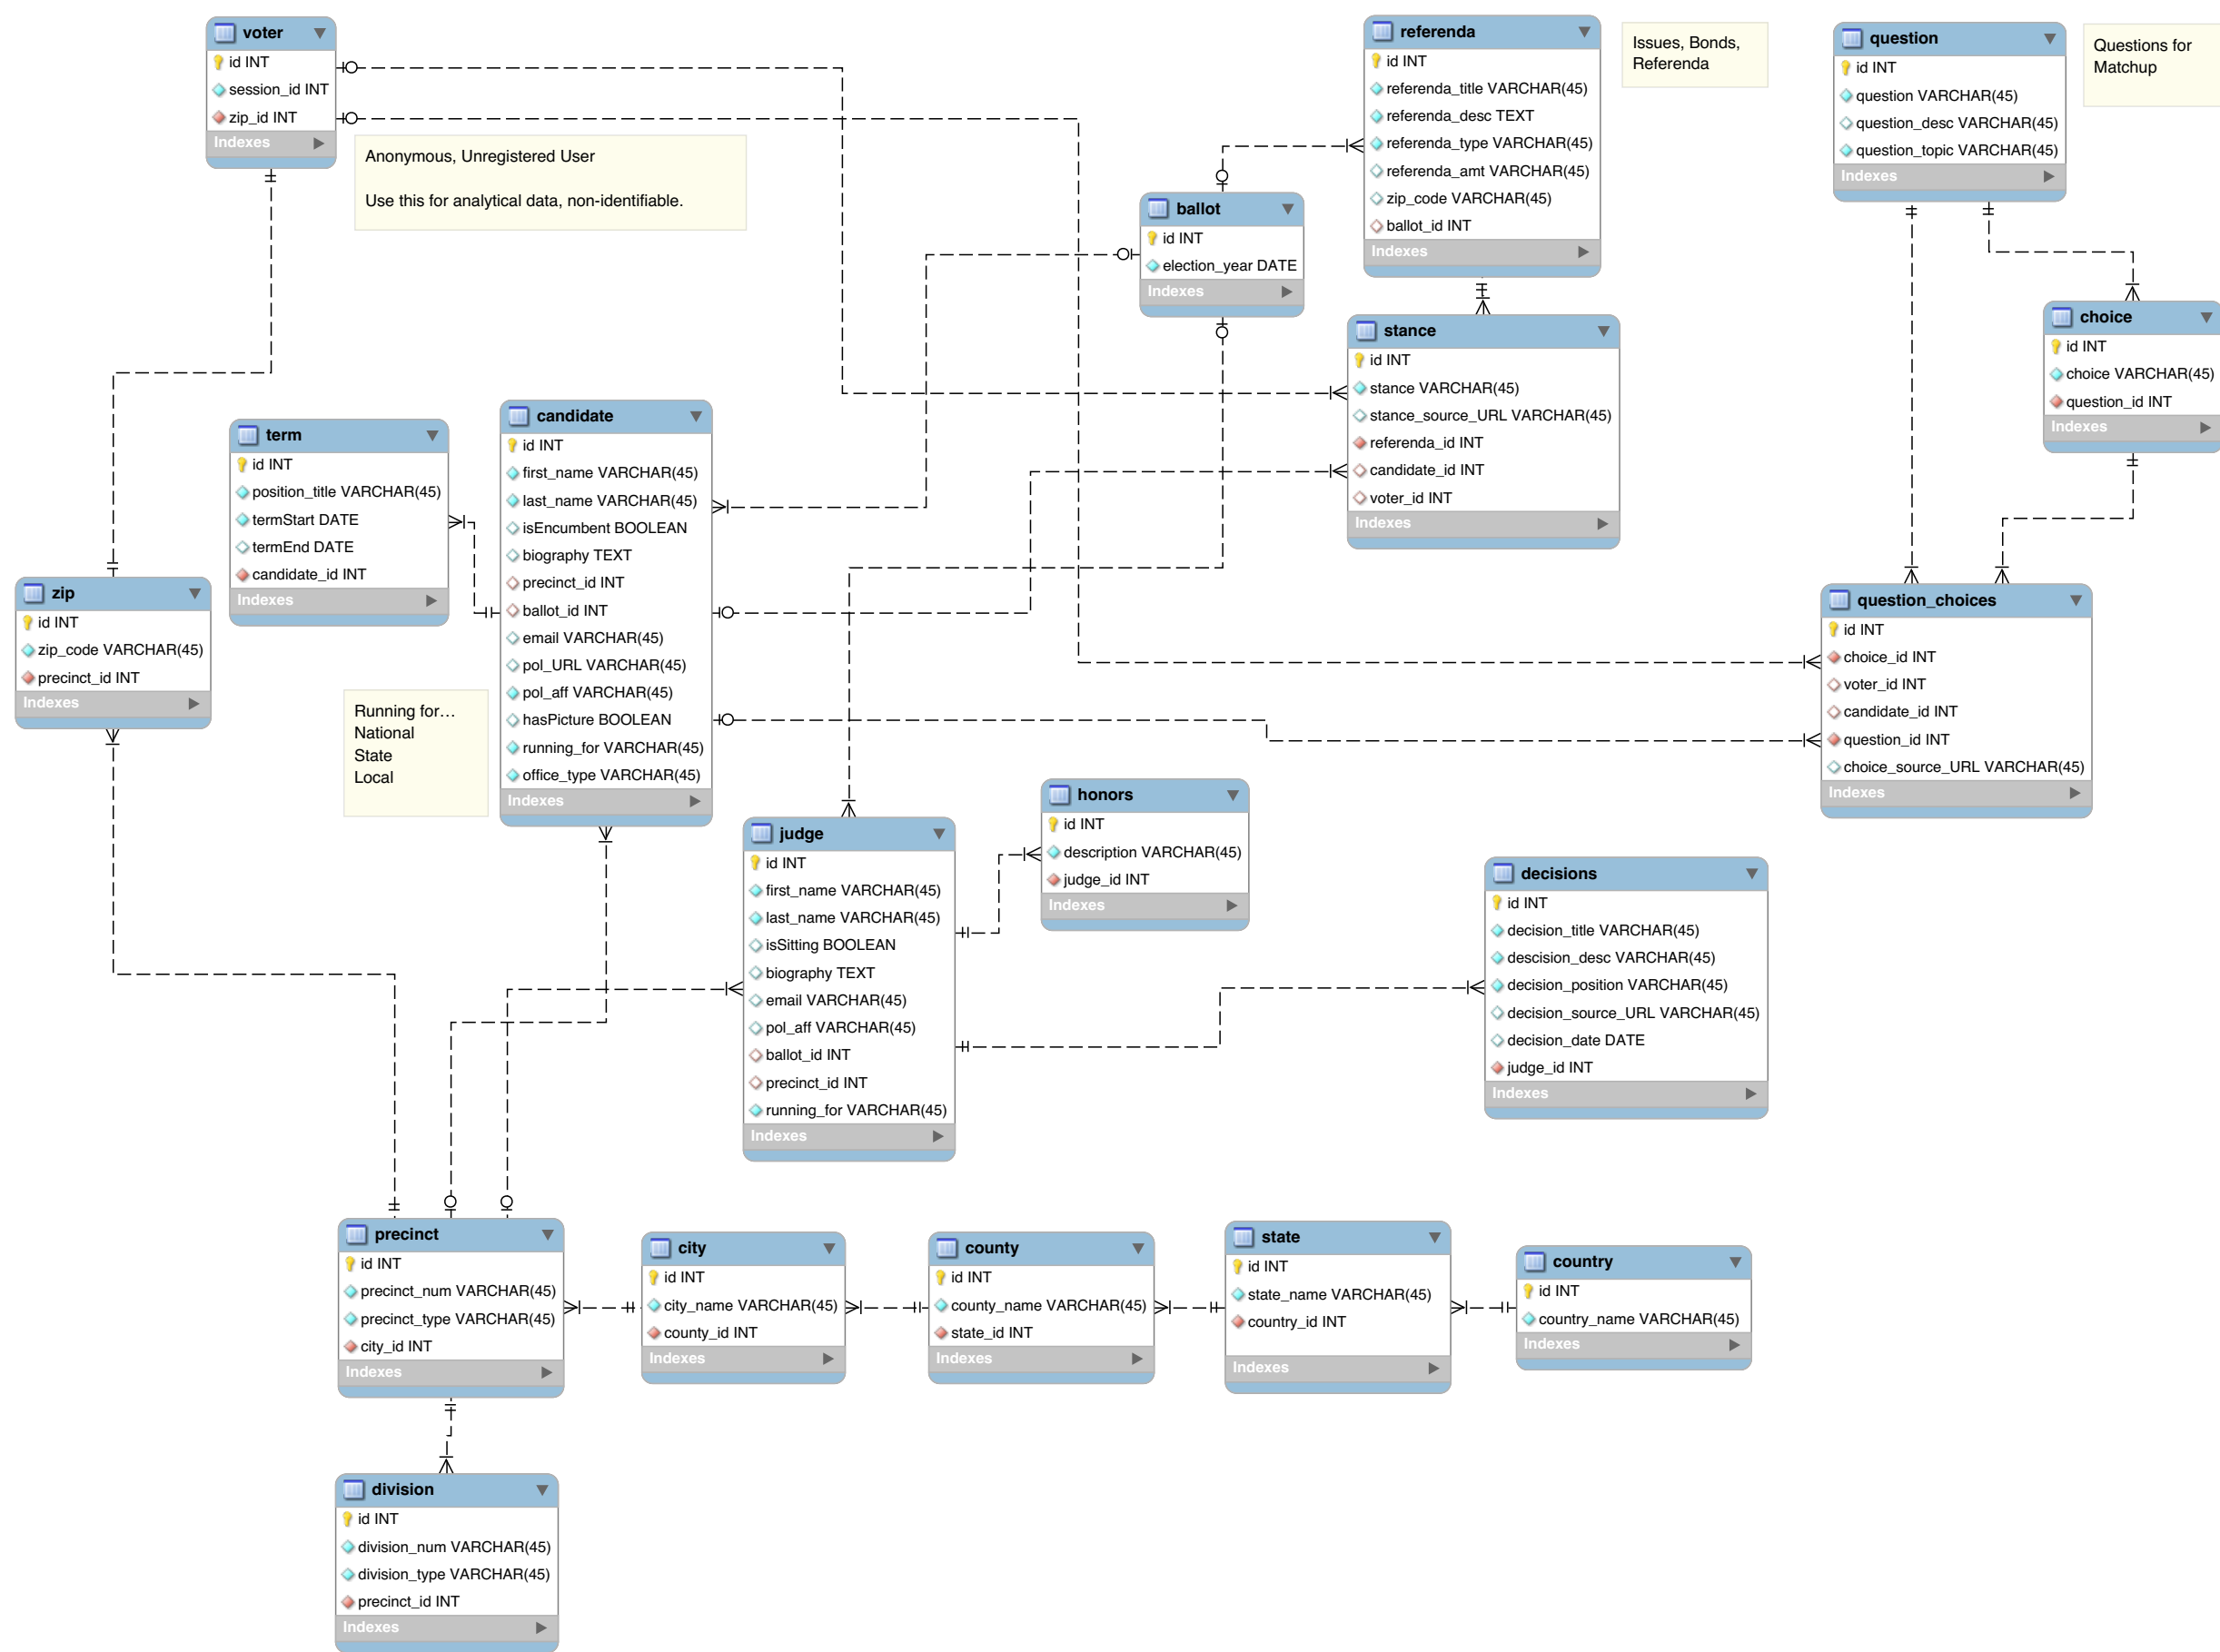 voter
id INT
session_id INT
zip_id INT
Indexes
Anonymous, Unregistered User
Use this for analytical data, non-identifiable.
referenda
id INT
referenda_title VARCHAR(45)
referenda_desc TEXT
referenda_type VARCHAR(45)
referenda_amt VARCHAR(45)
zip_code VARCHAR(45)
ballot_id INT
Indexes
Issues, Bonds,
Referenda
question
id INT
question VARCHAR(45)
question_desc VARCHAR(45)
question_topic VARCHAR(45)
Indexes
Questions for
Matchup
ballot
id INT
election_year DATE
Indexes
stance
id INT
stance VARCHAR(45)
stance_source_URL VARCHAR(45)
referenda_id INT
candidate_id INT
voter_id INT
Indexes
choice
id INT
choice VARCHAR(45)
question_id INT
Indexes
term
id INT
position_title VARCHAR(45)
termStart DATE
termEnd DATE
candidate_id INT
Indexes
candidate
id INT
first_name VARCHAR(45)
last_name VARCHAR(45)
isEncumbent BOOLEAN
biography TEXT
precinct_id INT
ballot_id INT
email VARCHAR(45)
pol_URL VARCHAR(45)
pol_aff VARCHAR(45)
hasPicture BOOLEAN
running_for VARCHAR(45)
office_type VARCHAR(45)
Indexes
zip
id INT
zip_code VARCHAR(45)
precinct_id INT
Indexes
Running for...
National
State
Local
question_choices
id INT
choice_id INT
voter_id INT
candidate_id INT
question_id INT
choice_source_URL VARCHAR(45)
Indexes
judge
id INT
first_name VARCHAR(45)
last_name VARCHAR(45)
isSitting BOOLEAN
biography TEXT
email VARCHAR(45)
pol_aff VARCHAR(45)
ballot_id INT
precinct_id INT
running_for VARCHAR(45)
Indexes
honors
id INT
description VARCHAR(45)
judge_id INT
Indexes
decisions
id INT
decision_title VARCHAR(45)
descision_desc VARCHAR(45)
decision_position VARCHAR(45)
decision_source_URL VARCHAR(45)
decision_date DATE
judge_id INT
Indexes
precinct
id INT
precinct_num VARCHAR(45)
precinct_type VARCHAR(45)
city_id INT
Indexes
city
id INT
city_name VARCHAR(45)
county_id INT
Indexes
county
id INT
county_name VARCHAR(45)
state_id INT
Indexes
state
id INT
state_name VARCHAR(45)
country_id INT
Indexes
country
id INT
country_name VARCHAR(45)
Indexes
division
id INT
division_num VARCHAR(45)
division_type VARCHAR(45)
precinct_id INT
Indexes